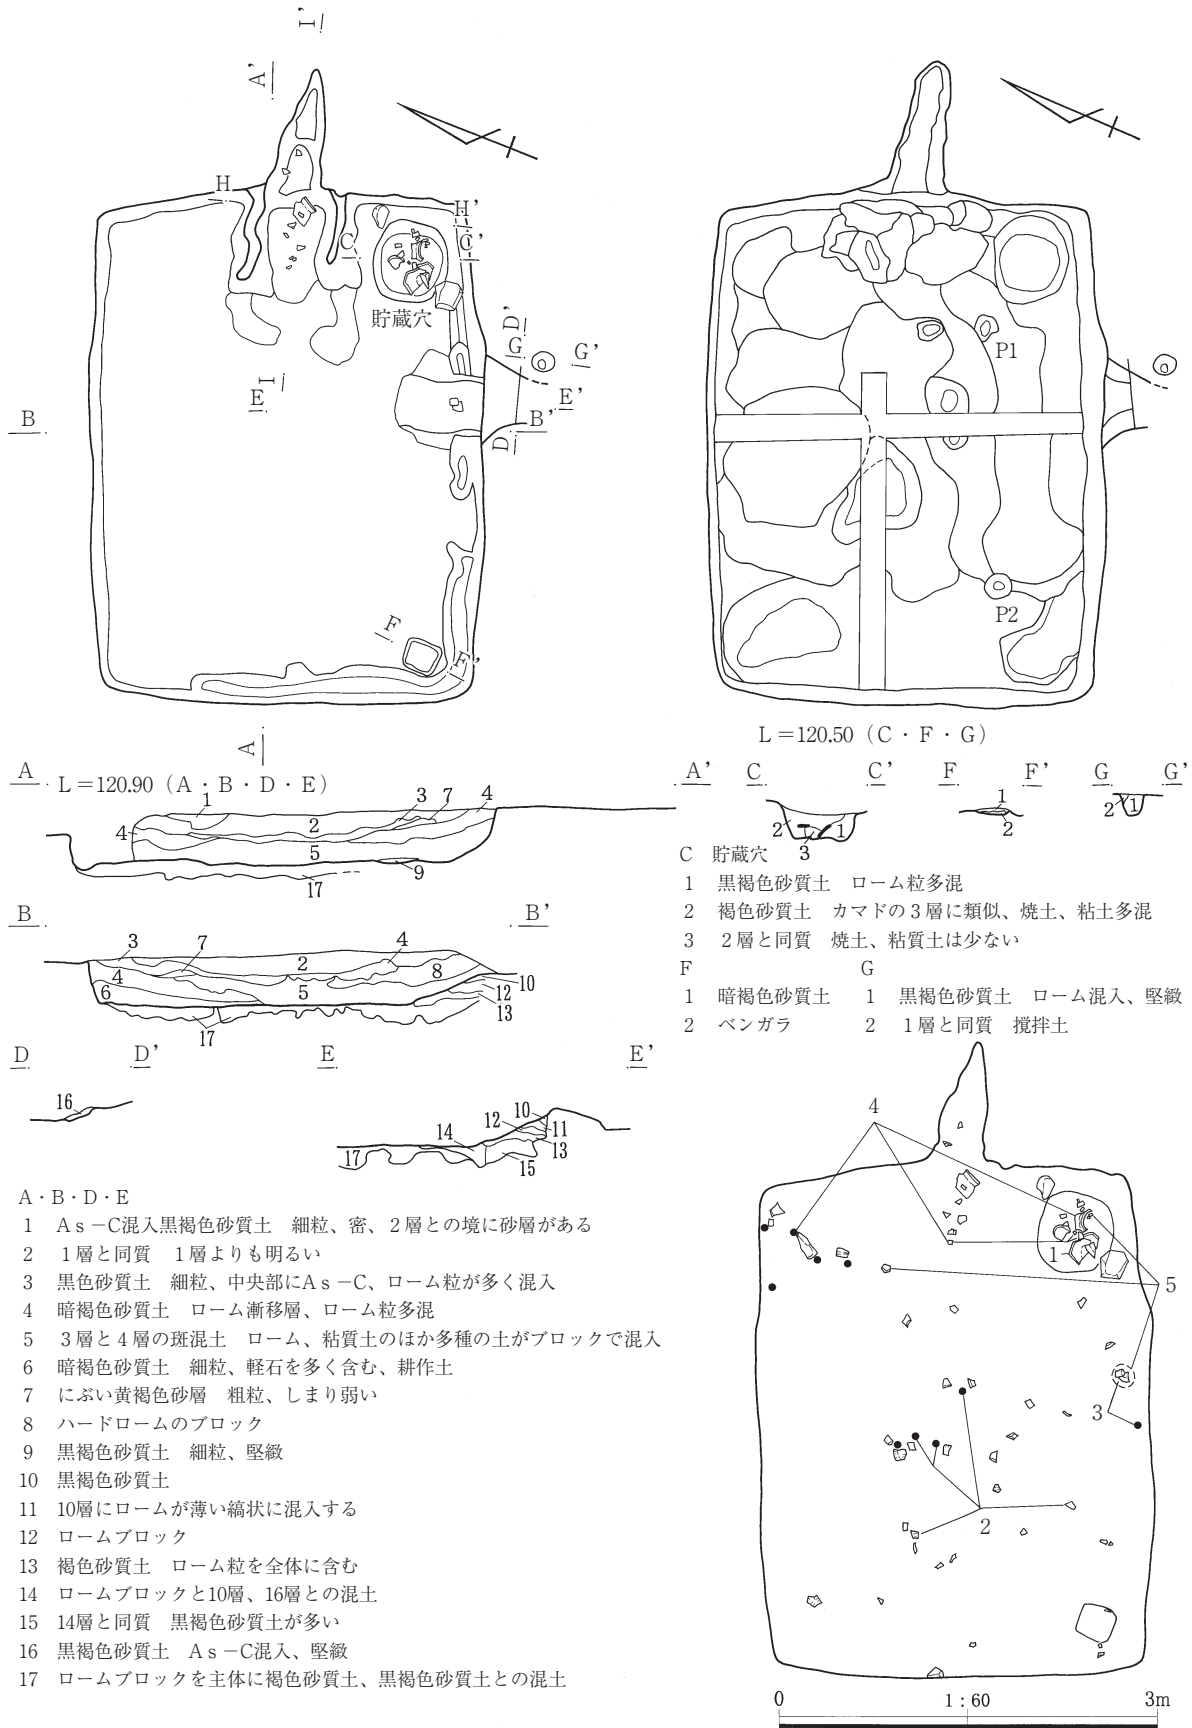 I'
A'
H
H'
C
C'
貯蔵穴
D'
G
G'
I
E
E'
B
B'
D
F
F'
A
P1
P2
L＝120.50（C・F・G）
A
L＝120.90（A・B・D・E）
A'
1
2
3
7
4
4
5
9
17
C
C'
F
F'
G
G'
2
1
3
1
2
2
1
B
B'
3
7
2
4
8
4
6
5
10
12
13
17
D
D'
E
E'
16
10
12
11
14
13
15
17
C　貯蔵穴
1　黒褐色砂質土　ローム粒多混
2　褐色砂質土　カマドの３層に類似、焼土、粘土多混
3　２層と同質　焼土、粘質土は少ない
F
1　暗褐色砂質土
2　ベンガラ
G
1　黒褐色砂質土　ローム混入、堅緻
2　１層と同質　撹拌土
A・B・D・E
1　Ａｓ－C混入黒褐色砂質土　細粒、密、２層との境に砂層がある
2　１層と同質　１層よりも明るい
3　黒色砂質土　細粒、中央部にＡｓ－C、ローム粒が多く混入
4　暗褐色砂質土　ローム漸移層、ローム粒多混
5　３層と４層の斑混土　ローム、粘質土のほか多種の土がブロックで混入
6　暗褐色砂質土　細粒、軽石を多く含む、耕作土
7　にぶい黄褐色砂層　粗粒、しまり弱い
8　ハードロームのブロック
9　黒褐色砂質土　細粒、堅緻
10　黒褐色砂質土
11　10層にロームが薄い縞状に混入する
12　ロームブロック
13　褐色砂質土　ローム粒を全体に含む
14　ロームブロックと10層、16層との混土
15　14層と同質　黒褐色砂質土が多い
16　黒褐色砂質土　Ａｓ－C混入、堅緻
17　ロームブロックを主体に褐色砂質土、黒褐色砂質土との混土
4
1
5
3
2
0
1：60
3m